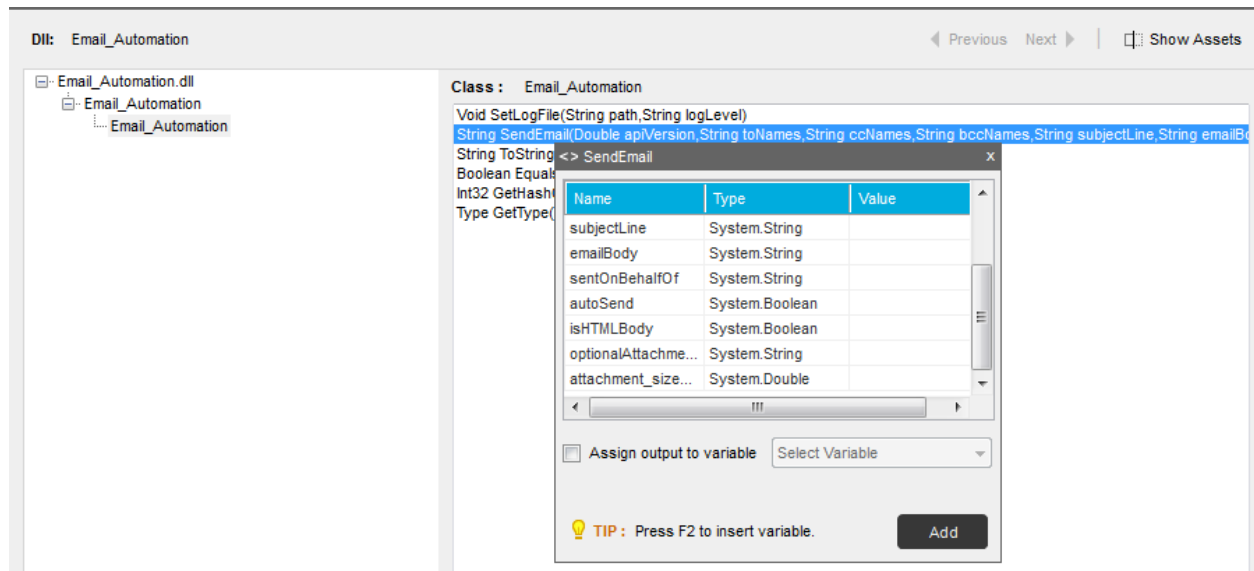 Dll: Email_Automation
Previous Next Show Assets
Email_Automation.dll
Email_Automation
Email_Automation
Class : Email_Automation
Void SetLogFile(String path,String logLevel)
String SendEmail(Double apiVersion,String toNames,String ccNames,String bccNames,String subjectLine,String emailBo
String ToString
Boolean Equals
Int32 GetHash
Type GetType(
<> SendEmail x
Name Type Value
subjectLine System.String
emailBody System.String
sentOnBehalfOf System.String
autoSend System.Boolean
isHTMLBody System.Boolean
optionalAttachme... System.String
attachment_size... System.Double
Assign output to variable Select Variable
TIP : Press F2 to insert variable.
Add